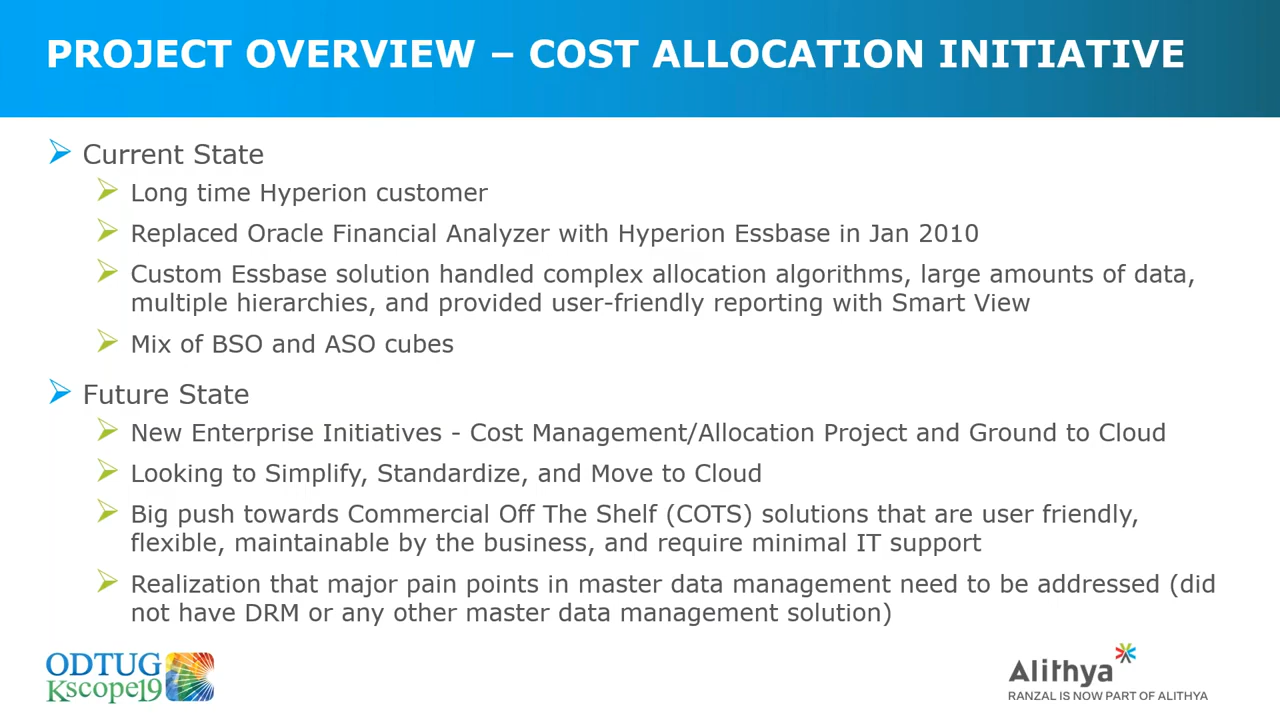 PROJECT OVERVIEW – COST ALLOCATION INITIATIVE
Current State
Long time Hyperion customer
Replaced Oracle Financial Analyzer with Hyperion Essbase in Jan 2010
Custom Essbase solution handled complex allocation algorithms, large amounts of data,
multiple hierarchies, and provided user-friendly reporting with Smart View
Mix of BSO and ASO cubes
Future State
New Enterprise Initiatives - Cost Management/Allocation Project and Ground to Cloud
Looking to Simplify, Standardize, and Move to Cloud
Big push towards Commercial Off The Shelf (COTS) solutions that are user friendly,
flexible, maintainable by the business, and require minimal IT support
Realization that major pain points in master data management need to be addressed (did
not have DRM or any other master data management solution)
ODTUG
Kscope19
Alithya
RANZAL IS NOW PART OF ALITHYA